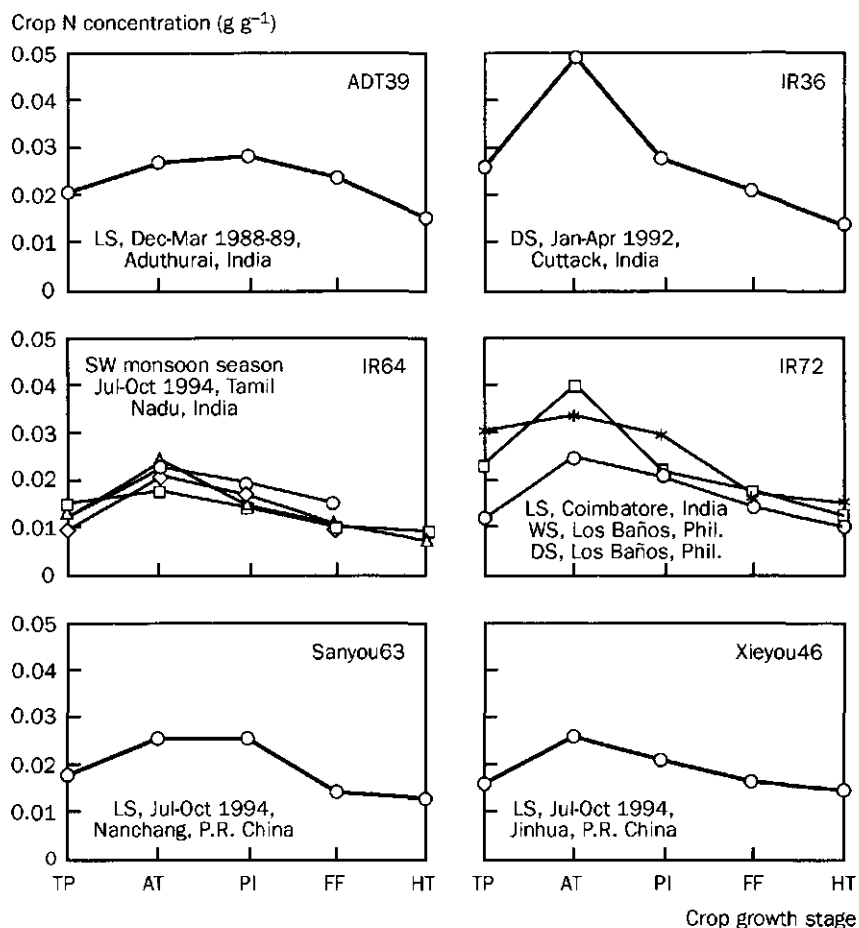 Crop N concentration (g g⁻¹)
0.05
0.04
0.03
0.02
0.01
0
ADT39
LS, Dec-Mar 1988-89,
Aduthurai, India
IR36
DS, Jan-Apr 1992,
Cuttack, India
0.05
0.04
0.03
0.02
0.01
0
SW monsoon season
Jul-Oct 1994, Tamil
Nadu, India
IR64
IR72
LS, Coimbatore, India
WS, Los Baños, Phil.
DS, Los Baños, Phil.
0.05
0.04
0.03
0.02
0.01
0
Sanyou63
LS, Jul-Oct 1994,
Nanchang, P.R. China
Xieyou46
LS, Jul-Oct 1994,
Jinhua, P.R. China
TP AT PI FF HT
TP AT PI FF HT
Crop growth stage